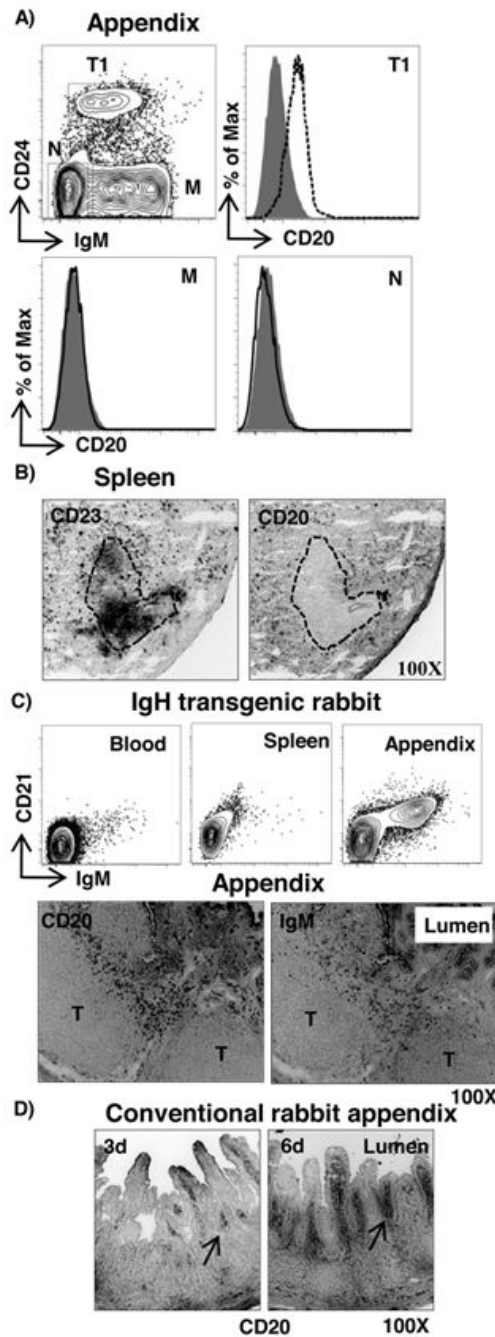 A)
Appendix
T1
N
M
CD24
IgM
T1
% of Max
CD20
M
N
% of Max
CD20
B)
Spleen
CD23
CD20
100X
C)
IgH transgenic rabbit
Blood
Spleen
Appendix
CD21
IgM
Appendix
CD20
T
T
IgM
Lumen
T
T
100X
D)
Conventional rabbit appendix
3d
6d
Lumen
CD20
100X